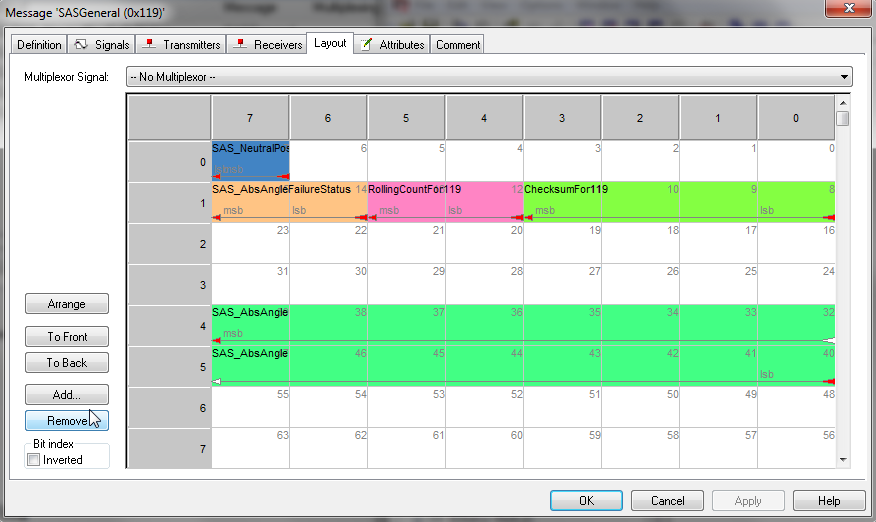 Message 'SASGeneral (0x119)'
Definition Signals Transmitters Receivers Layout Attributes Comment
Multiplexor Signal: -- No Multiplexor --
7 6 5 4 3 2 1 0
0 SAS_NeutralPos 6 5 4 3 2 1 0
1 SAS_AbsAngleFailureStatus 14 RollingCountFor119 12 ChecksumFor119 10 9 8
msb lsb msb lsb msb lsb
2 23 22 21 20 19 18 17 16
3 31 30 29 28 27 26 25 24
Arrange
4 SAS_AbsAngle 38 37 36 35 34 33 32
msb
To Front
5 SAS_AbsAngle 46 45 44 43 42 41 40
lsb
To Back
Add...
6 55 54 53 52 51 50 49 48
Remove
Bit index
Inverted
7 63 62 61 60 59 58 57 56
OK Cancel Apply Help